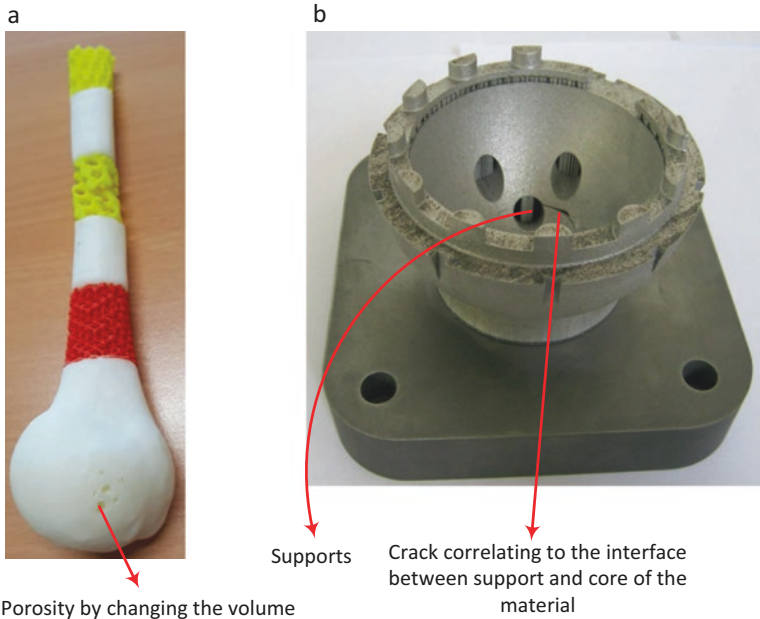 a
b
Supports
Crack correlating to the interface
between support and core of the
material
Porosity by changing the volume